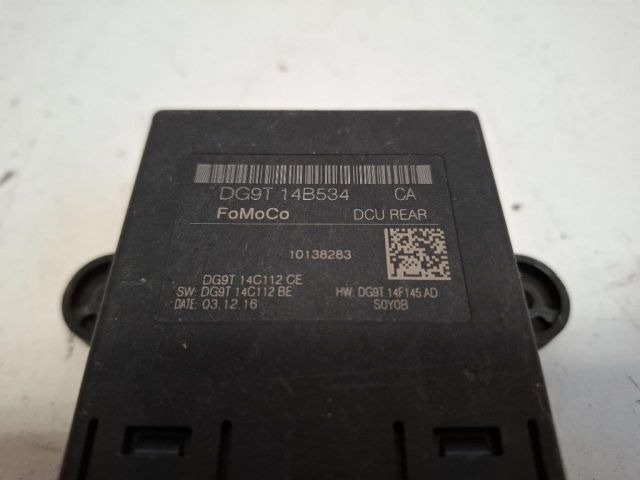 DG9T 14B534 CA
FoMoCo DCU REAR
10138283
DG9T 14C112 CE
SW: DG9T 14C112 BE HW: DG9T 14F145 AD
DATE: 03.12.16 S0Y0B